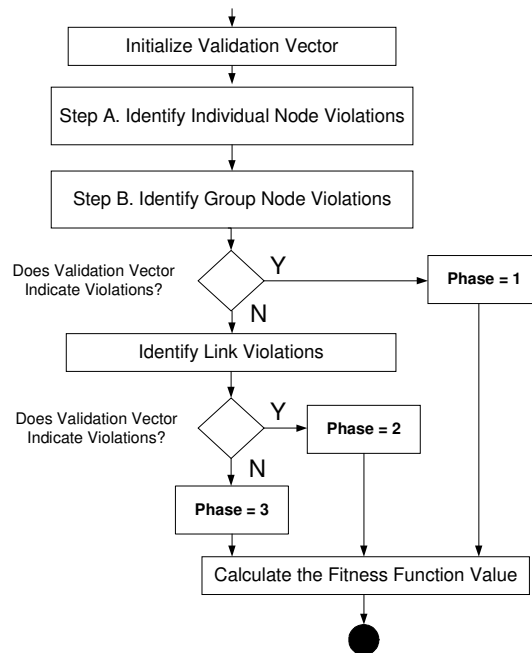 Initialize Validation Vector
Step A. Identify Individual Node Violations
Step B. Identify Group Node Violations
Does Validation Vector
Indicate Violations?
Y
Phase = 1
N
Identify Link Violations
Does Validation Vector
Indicate Violations?
Y
Phase = 2
N
Phase = 3
Calculate the Fitness Function Value